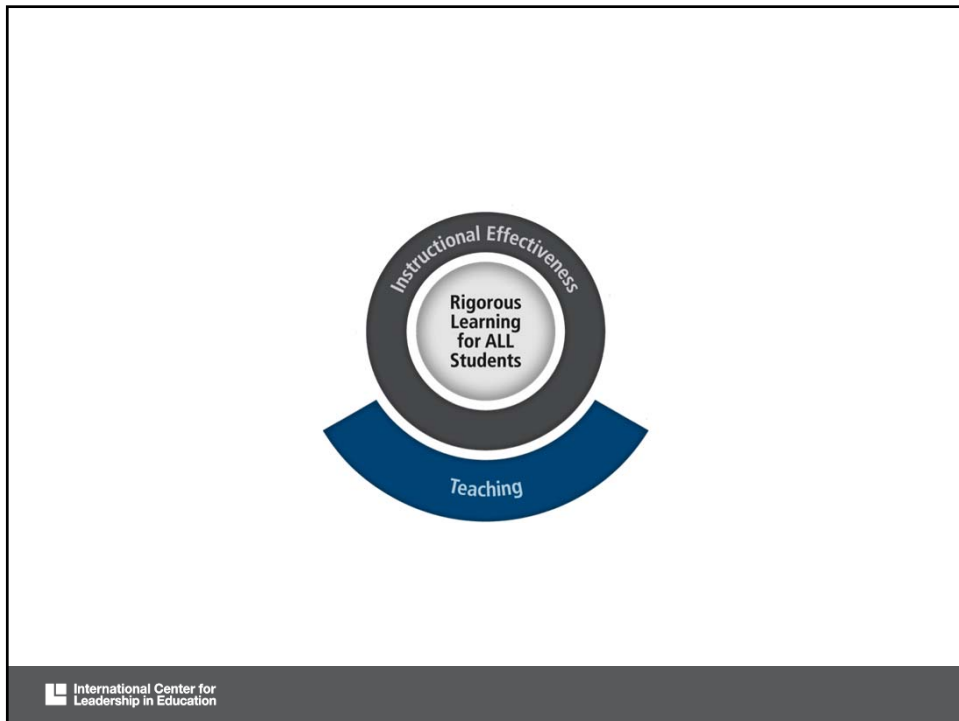 Instructional Effectiveness
Rigorous
Learning
for ALL
Students
Teaching
International Center for
Leadership in Education